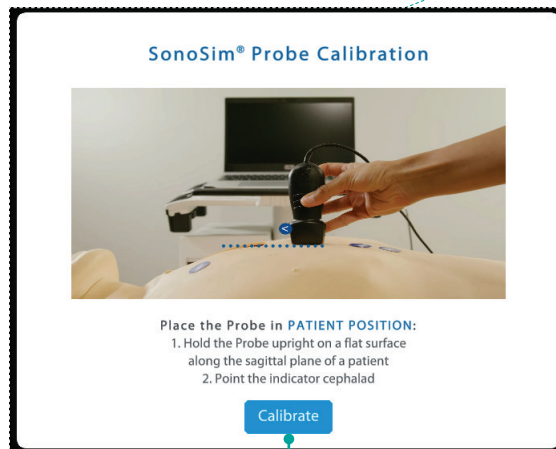 SonoSim® Probe Calibration
Place the Probe in PATIENT POSITION:
1. Hold the Probe upright on a flat surface
along the sagittal plane of a patient
2. Point the indicator cephalad
Calibrate